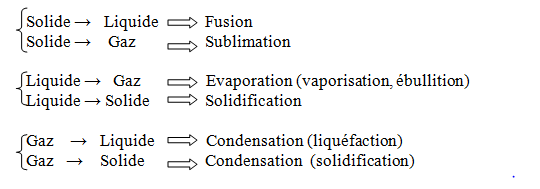 Solide → Liquide ⇒ Fusion
Solide → Gaz ⇒ Sublimation
Liquide → Gaz ⇒ Evaporation (vaporisation, ébullition)
Liquide → Solide ⇒ Solidification
Gaz → Liquide ⇒ Condensation (liquéfaction)
Gaz → Solide ⇒ Condensation (solidification)